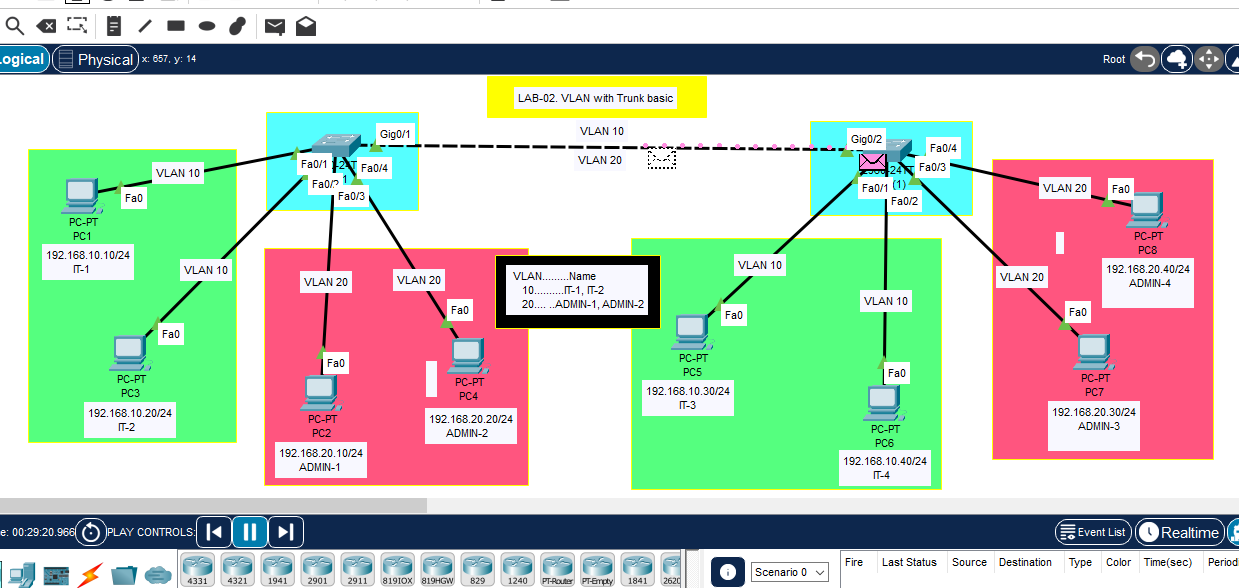 Logical
Physical
x: 657, y: 14
Root
LAB-02. VLAN with Trunk basic
VLAN 10
VLAN 20
Gig0/1
Fa0/1
Fa0/4
Fa0/3
Gig0/2
Fa0/4
Fa0/3
Fa0/1
(1)
Fa0/2
VLAN 10
Fa0
PC-PT
PC1
192.168.10.10/24
IT-1
VLAN 10
Fa0
PC-PT
PC3
192.168.10.20/24
IT-2
VLAN 20
Fa0
PC-PT
PC2
192.168.20.10/24
ADMIN-1
VLAN 20
Fa0
PC-PT
PC4
192.168.20.20/24
ADMIN-2
VLAN.........Name
10..........IT-1, IT-2
20.... ..ADMIN-1, ADMIN-2
VLAN 10
Fa0
PC-PT
PC5
192.168.10.30/24
IT-3
VLAN 10
Fa0
PC-PT
PC6
192.168.10.40/24
IT-4
VLAN 20
Fa0
PC-PT
PC8
192.168.20.40/24
ADMIN-4
VLAN 20
Fa0
PC-PT
PC7
192.168.20.30/24
ADMIN-3
e: 00:29:20.966
PLAY CONTROLS:
Event List
Realtime
4331
4321
1941
2901
2911
819IOX
819HGW
829
1240
PT-Router
PT-Empty
1841
2620
Scenario 0
Fire Last Status Source Destination Type Color Time(sec) Period